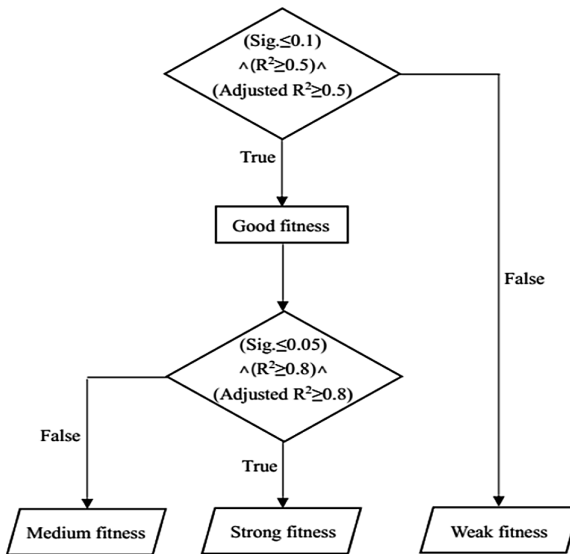 (Sig.≤0.1)
∧(R²≥0.5)∧
(Adjusted R²≥0.5)
True
Good fitness
False
(Sig.≤0.05)
∧(R²≥0.8)∧
(Adjusted R²≥0.8)
False
True
Medium fitness
Strong fitness
Weak fitness